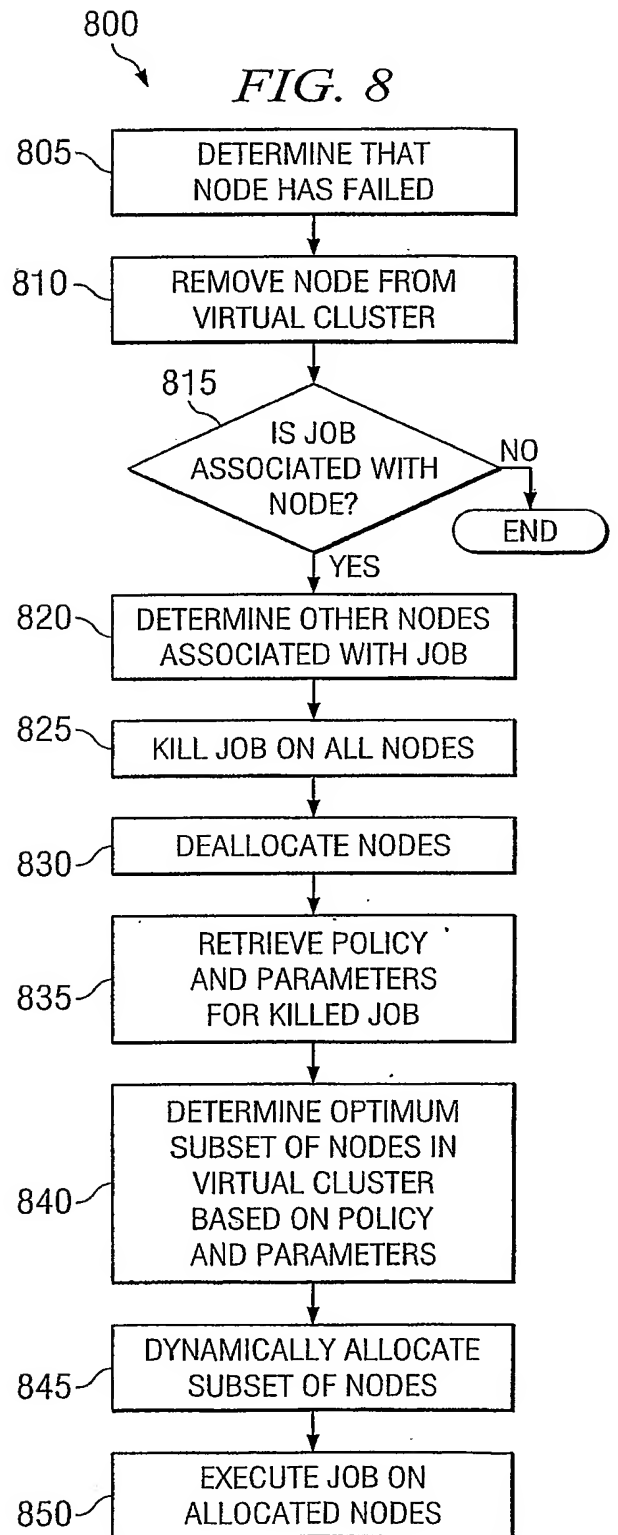 800
FIG. 8
805
DETERMINE THAT
NODE HAS FAILED
810
REMOVE NODE FROM
VIRTUAL CLUSTER
815
IS JOB
ASSOCIATED WITH
NODE?
NO
END
YES
820
DETERMINE OTHER NODES
ASSOCIATED WITH JOB
825
KILL JOB ON ALL NODES
830
DEALLOCATE NODES
835
RETRIEVE POLICY
AND PARAMETERS
FOR KILLED JOB
840
DETERMINE OPTIMUM
SUBSET OF NODES IN
VIRTUAL CLUSTER
BASED ON POLICY
AND PARAMETERS
845
DYNAMICALLY ALLOCATE
SUBSET OF NODES
850
EXECUTE JOB ON
ALLOCATED NODES